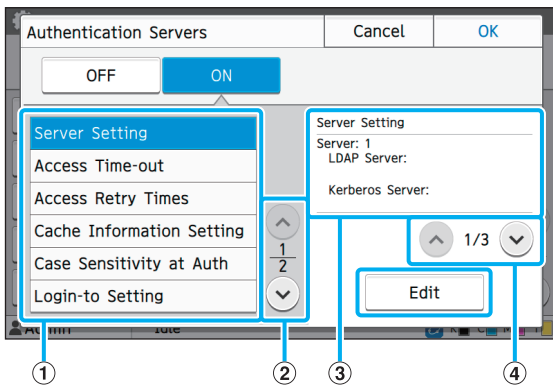 Authentication Servers
Cancel
OK
OFF
ON
Server Setting
Access Time-out
Access Retry Times
Cache Information Setting
Case Sensitivity at Auth
Login-to Setting
1
2
Server Setting
Server: 1
LDAP Server:
Kerberos Server:
1/3
Edit
1
2
3
4